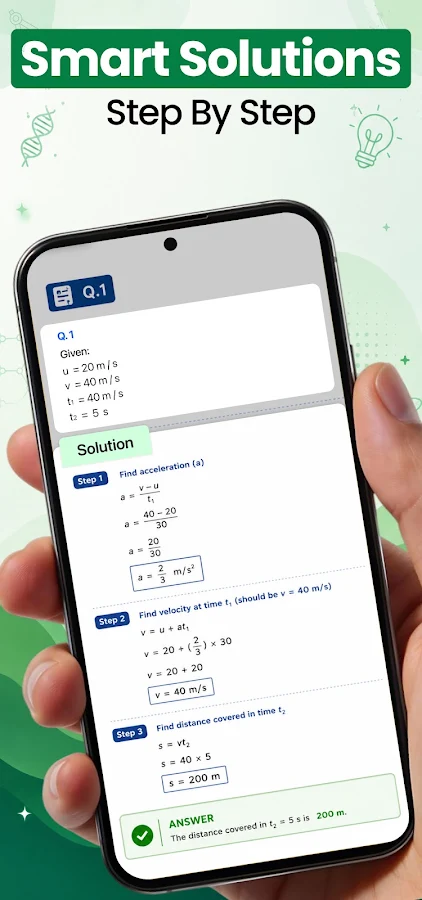 Smart Solutions
Step By Step
Q.1
Q.1
Given:
u = 20 m/s
v = 40 m/s
t₁ = 40 m/s
t₂ = 5 s
Solution
Step 1 Find acceleration (a)
a = (v – u)/t₁
a = (40 – 20)/30
a = 20/30
a = 2/3 m/s²
Step 2 Find velocity at time t₁ (should be v = 40 m/s)
v = u + at₁
v = 20 + (2/3) × 30
v = 20 + 20
v = 40 m/s
Step 3 Find distance covered in time t₂
s = vt₂
s = 40 × 5
s = 200 m
ANSWER
The distance covered in t₂ = 5 s is 200 m.